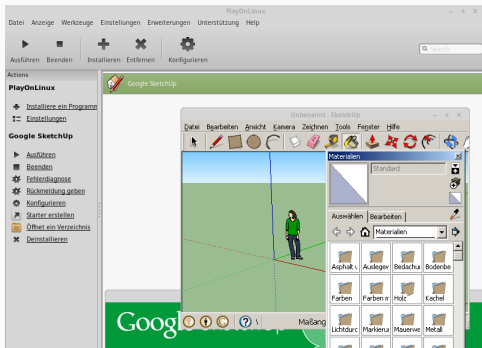 PlayOnLinux
Datei Anzeige Werkzeuge Einstellungen Erweiterungen Unterstützung Help
Ausführen Beenden Installieren Entfernen Konfigurieren
Search
Actions
PlayOnLinux
Installiere ein Programm
Einstellungen
Google SketchUp
Ausführen
Beenden
Fehlerdiagnose
Rückmeldung geben
Konfigurieren
Starter erstellen
Öffnet ein Verzeichnis
Deinstallieren
Google SketchUp
Unbenannt - SketchUp
Datei Bearbeiten Ansicht Kamera Zeichnen Tools Fenster Hilfe
Materialien
Standard
Auswählen Bearbeiten
Materialien
Asphalt u Auslegev Bedachu Bodenbe
Farben Farben n Holz Kachel
Lichtdurc Markierur Mauerwe Metall
Maßang
Googl